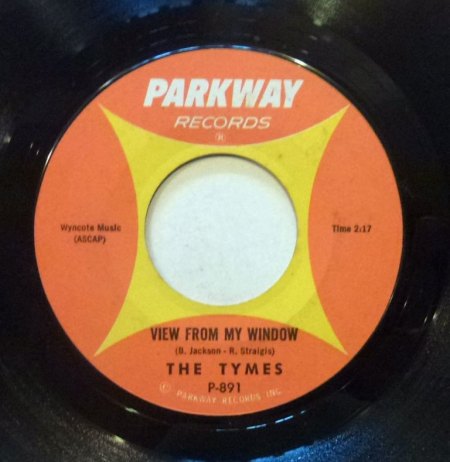 PARKWAY
RECORDS
®
Wyncote Music
(ASCAP)
Time 2:17
VIEW FROM MY WINDOW
(B. Jackson - R. Straigis)
THE TYMES
P-891
© PARKWAY RECORDS INC.